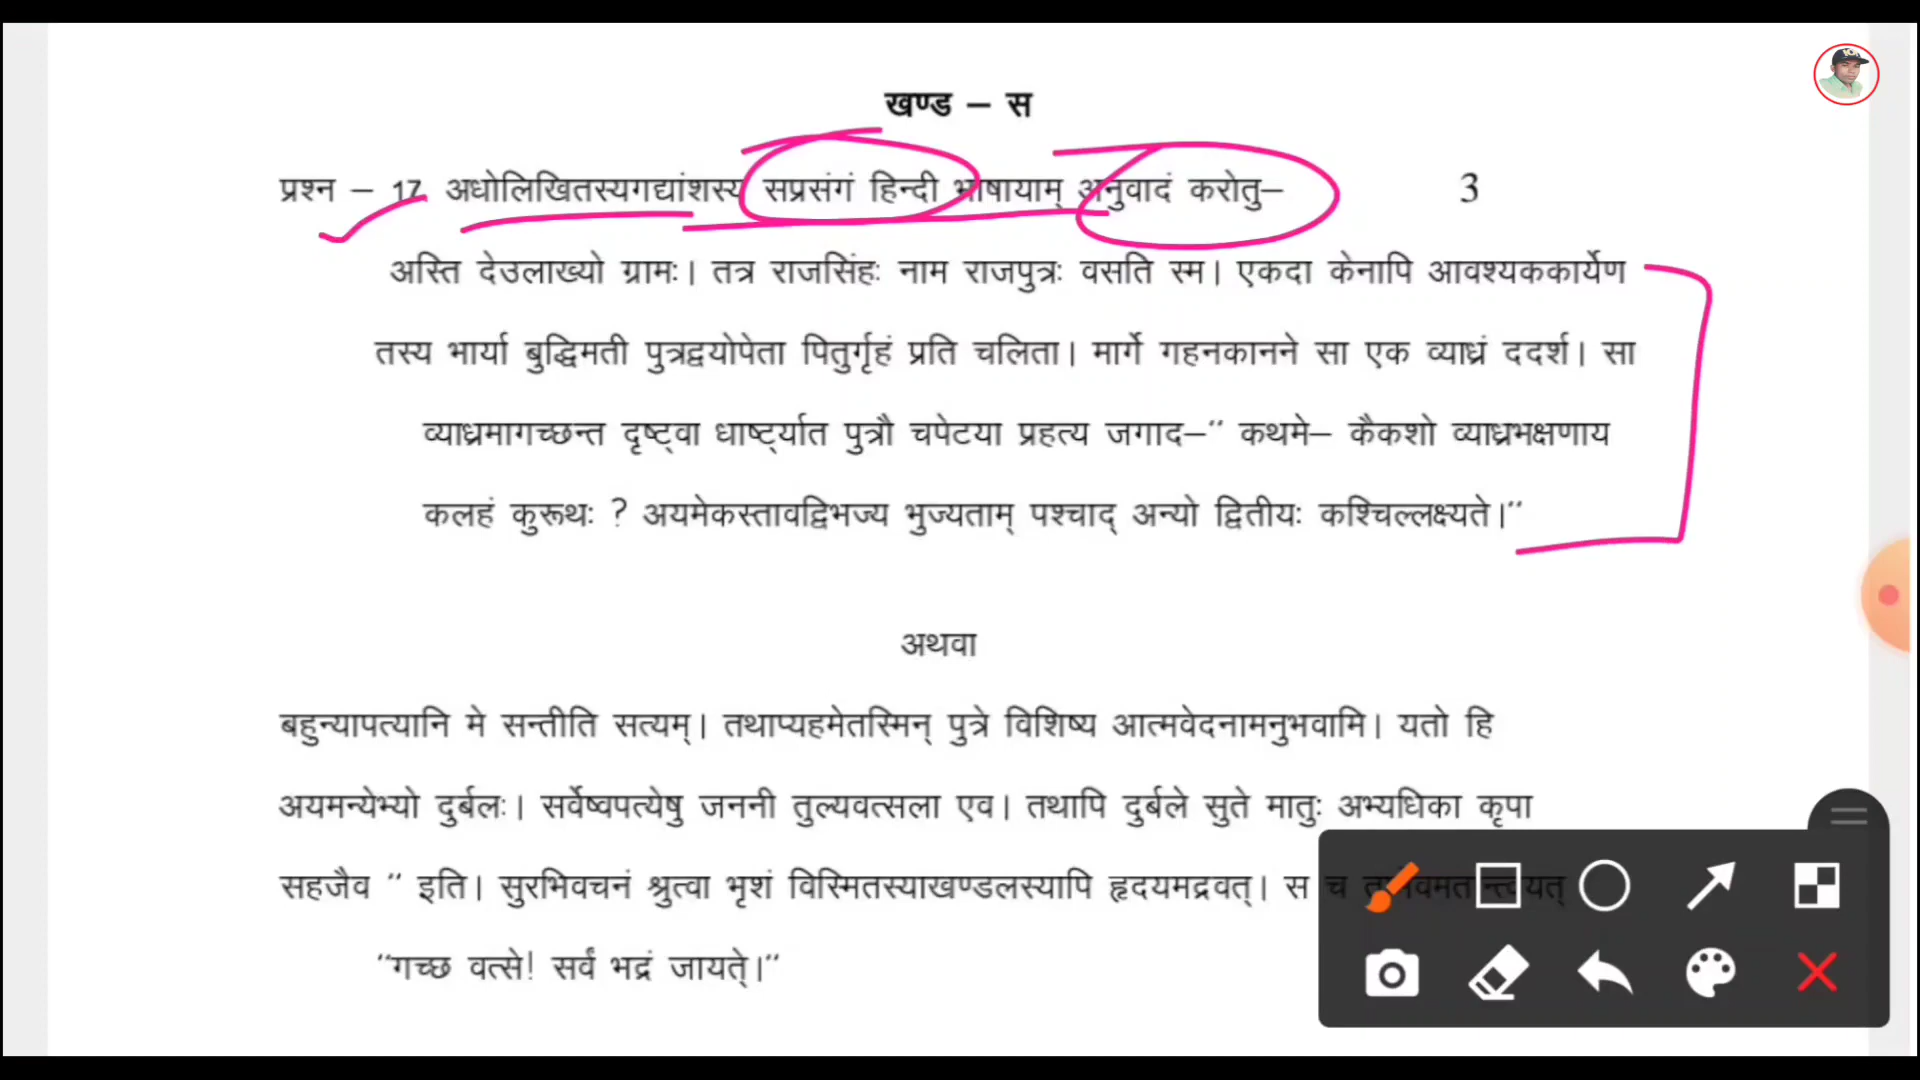 खण्ड – स
प्रश्न – 17 अधोलिखितस्यगद्यांशस्य सप्रसंगं हिन्दी भाषायाम् अनुवादं करोतु– 3
अस्ति देउलाख्यो ग्रामः। तत्र राजसिंहः नाम राजपुत्रः वसति स्म। एकदा केनापि आवश्यककार्येण
तस्य भार्या बुद्धिमती पुत्रद्वयोपेता पितुर्गृहं प्रति चलिता। मार्गे गहनकानने सा एक व्याघ्रं ददर्श। सा
व्याघ्रमागच्छन्त दृष्ट्वा धार्ष्ट्र्यात पुत्रौ चपेटया प्रहत्य जगाद–" कथमे– कैकशो व्याघ्रभक्षणाय
कलहं कुरूथः ? अयमेकस्तावद्विभज्य भुज्यताम् पश्चाद् अन्यो द्वितीयः कश्चिल्लक्ष्यते।"
अथवा
बहुन्यापत्यानि मे सन्तीति सत्यम्। तथाप्यहमेतस्मिन् पुत्रे विशिष्य आत्मवेदनामनुभवामि। यतो हि
अयमन्येभ्यो दुर्बलः। सर्वेष्वपत्येषु जननी तुल्यवत्सला एव। तथापि दुर्बले सुते मातुः अभ्यधिका कृपा
सहजैव " इति। सुरभिवचनं श्रुत्वा भृशं विस्मितस्याखण्डलस्यापि हृदयमद्रवत्। स च
"गच्छ वत्से! सर्वं भद्रं जायते्।"